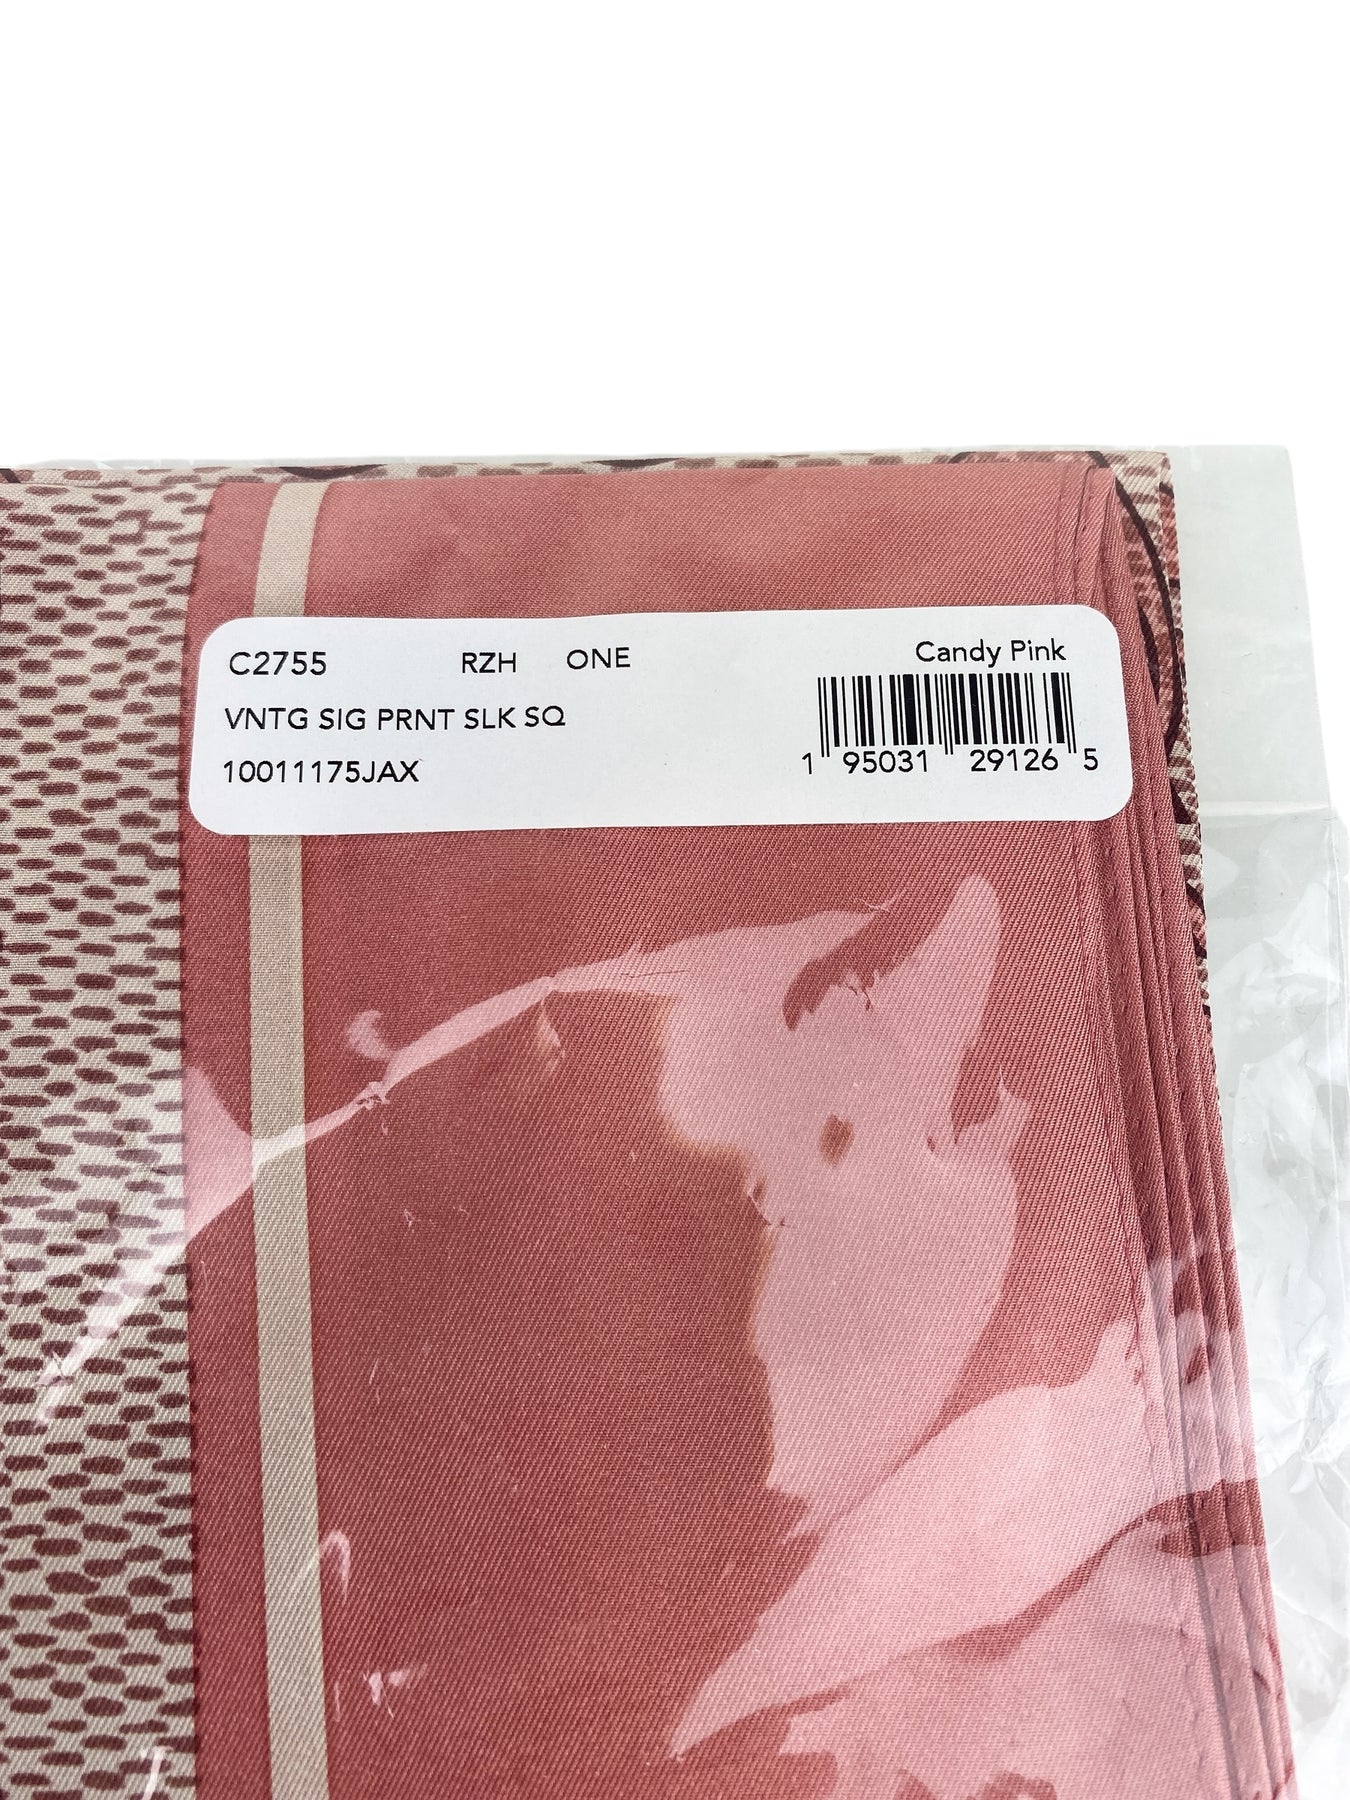 C2755 RZH ONE Candy Pink
VNTG SIG PRNT SLK SQ
10011175JAX
1 95031 29126 5